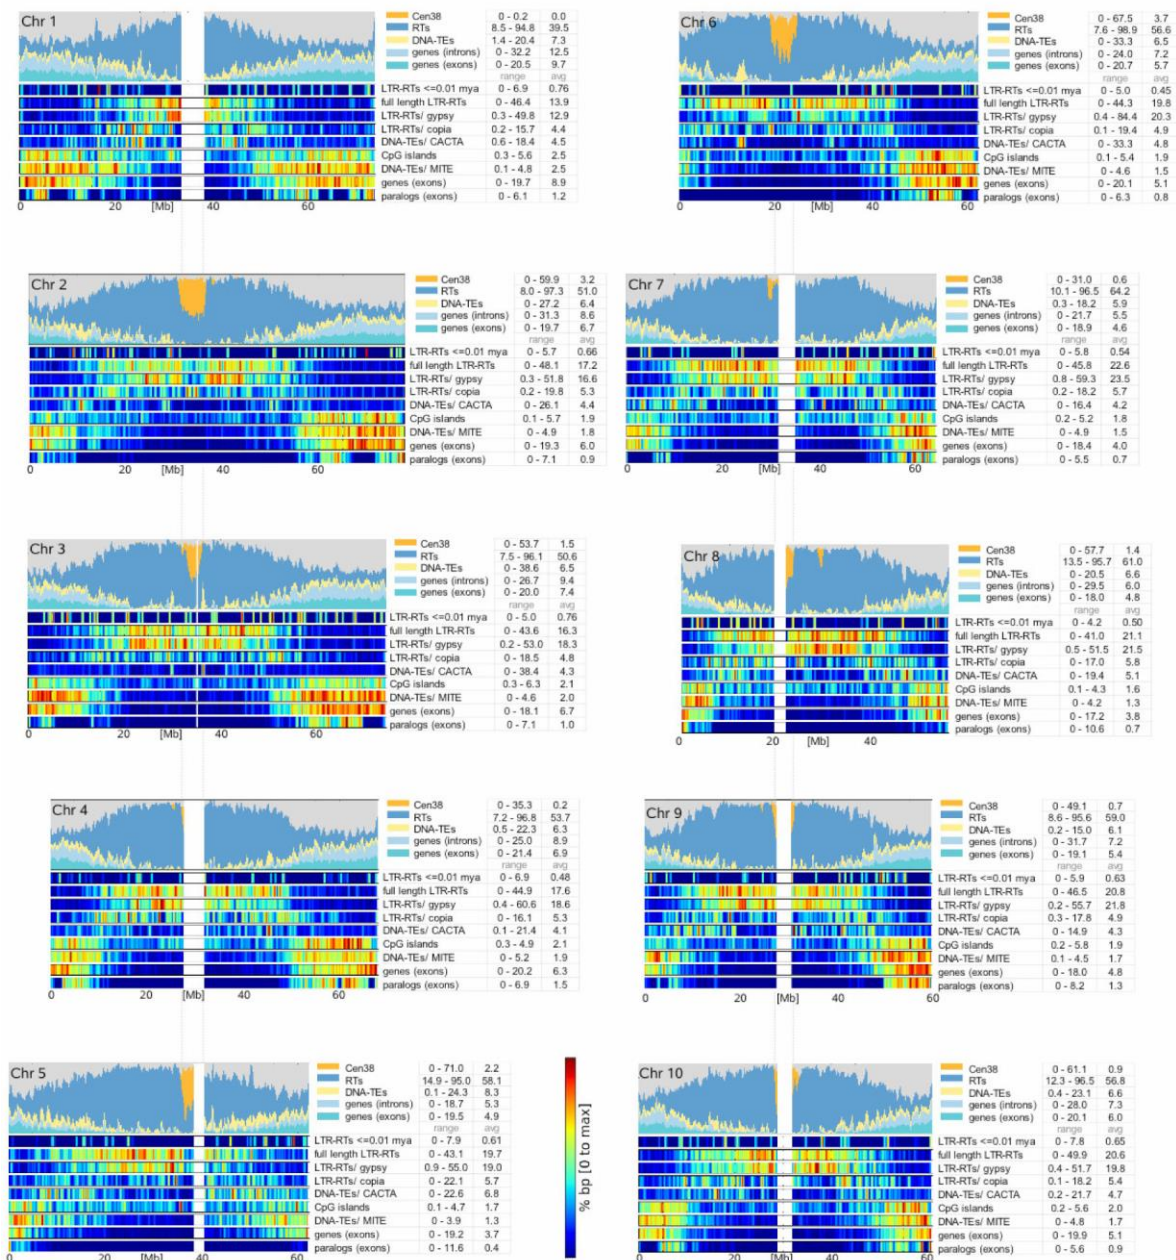 Chr 1
Cen38 0 - 0.2 0.0
RTs 8.5 - 94.8 39.5
DNA-TEs 1.4 - 20.4 7.3
genes (introns) 0 - 32.2 12.5
genes (exons) 0 - 20.5 9.7
range avg
LTR-RTs <=0.01 mya 0 - 6.9 0.76
full length LTR-RTs 0 - 46.4 13.9
LTR-RTs/ gypsy 0.3 - 49.8 12.9
LTR-RTs/ copia 0.2 - 15.7 4.4
DNA-TEs/ CACTA 0.6 - 18.4 4.5
CpG islands 0.3 - 5.6 2.5
DNA-TEs/ MITE 0.1 - 4.8 2.5
genes (exons) 0 - 19.7 8.9
paralogs (exons) 0 - 6.1 1.2
0 20 [Mb] 40 60
Chr 6
Cen38 0 - 67.5 3.7
RTs 7.6 - 98.9 56.6
DNA-TEs 0 - 33.3 6.5
genes (introns) 0 - 24.0 7.2
genes (exons) 0 - 20.7 5.7
range avg
LTR-RTs <=0.01 mya 0 - 5.0 0.45
full length LTR-RTs 0 - 44.3 19.8
LTR-RTs/ gypsy 0.4 - 84.4 20.3
LTR-RTs/ copia 0.1 - 19.4 4.9
DNA-TEs/ CACTA 0 - 33.3 4.8
CpG islands 0.1 - 5.4 1.9
DNA-TEs/ MITE 0 - 4.6 1.5
genes (exons) 0 - 20.1 5.1
paralogs (exons) 0 - 6.3 0.8
0 20 [Mb] 40 60
Chr 2
Cen38 0 - 59.9 3.2
RTs 8.0 - 97.3 51.0
DNA-TEs 0 - 27.2 6.4
genes (introns) 0 - 31.3 8.6
genes (exons) 0 - 19.7 6.7
range avg
LTR-RTs <=0.01 mya 0 - 5.7 0.66
full length LTR-RTs 0 - 48.1 17.2
LTR-RTs/ gypsy 0.3 - 51.8 16.6
LTR-RTs/ copia 0.2 - 19.8 5.3
DNA-TEs/ CACTA 0 - 26.1 4.4
CpG islands 0.1 - 5.7 1.9
DNA-TEs/ MITE 0 - 4.9 1.8
genes (exons) 0 - 19.3 6.0
paralogs (exons) 0 - 7.1 0.9
0 20 [Mb] 40 60
Chr 7
Cen38 0 - 31.0 0.6
RTs 10.1 - 96.5 64.2
DNA-TEs 0.3 - 18.2 5.9
genes (introns) 0 - 21.7 5.5
genes (exons) 0 - 18.9 4.6
range avg
LTR-RTs <=0.01 mya 0 - 5.8 0.54
full length LTR-RTs 0 - 45.8 22.6
LTR-RTs/ gypsy 0.8 - 59.3 23.5
LTR-RTs/ copia 0.2 - 18.2 5.7
DNA-TEs/ CACTA 0 - 16.4 4.2
CpG islands 0.2 - 5.2 1.8
DNA-TEs/ MITE 0 - 4.9 1.5
genes (exons) 0 - 18.4 4.0
paralogs (exons) 0 - 5.5 0.7
0 20 [Mb] 40 60
Chr 3
Cen38 0 - 53.7 1.5
RTs 7.5 - 96.1 50.6
DNA-TEs 0 - 38.6 6.5
genes (introns) 0 - 26.7 9.4
genes (exons) 0 - 20.0 7.4
range avg
LTR-RTs <=0.01 mya 0 - 5.0 0.76
full length LTR-RTs 0 - 43.6 16.3
LTR-RTs/ gypsy 0.2 - 53.0 18.3
LTR-RTs/ copia 0 - 18.5 4.8
DNA-TEs/ CACTA 0 - 38.4 4.3
CpG islands 0.3 - 6.3 2.1
DNA-TEs/ MITE 0 - 4.6 2.0
genes (exons) 0 - 18.1 6.7
paralogs (exons) 0 - 7.1 1.0
0 20 [Mb] 40 60
Chr 8
Cen38 0 - 57.7 1.4
RTs 13.5 - 95.7 61.0
DNA-TEs 0 - 20.5 6.6
genes (introns) 0 - 29.5 6.0
genes (exons) 0 - 18.0 4.8
range avg
LTR-RTs <=0.01 mya 0 - 4.2 0.50
full length LTR-RTs 0 - 41.0 21.1
LTR-RTs/ gypsy 0.5 - 51.5 21.5
LTR-RTs/ copia 0 - 17.0 5.8
DNA-TEs/ CACTA 0 - 19.4 5.1
CpG islands 0.1 - 4.3 1.6
DNA-TEs/ MITE 0 - 4.2 1.3
genes (exons) 0 - 17.2 3.8
paralogs (exons) 0 - 10.6 0.7
0 20 [Mb] 40
Chr 4
Cen38 0 - 35.3 0.2
RTs 7.2 - 96.8 53.7
DNA-TEs 0.5 - 22.3 6.3
genes (introns) 0 - 25.0 8.9
genes (exons) 0 - 21.4 6.9
range avg
LTR-RTs <=0.01 mya 0 - 6.9 0.48
full length LTR-RTs 0 - 44.9 17.6
LTR-RTs/ gypsy 0.4 - 60.6 18.6
LTR-RTs/ copia 0 - 16.1 5.3
DNA-TEs/ CACTA 0.1 - 21.4 4.1
CpG islands 0.3 - 4.9 2.1
DNA-TEs/ MITE 0 - 5.2 1.9
genes (exons) 0 - 20.2 6.3
paralogs (exons) 0 - 6.9 1.5
0 20 [Mb] 40 60
Chr 9
Cen38 0 - 49.1 0.7
RTs 8.6 - 95.6 59.0
DNA-TEs 0.2 - 15.0 6.1
genes (introns) 0 - 31.7 7.2
genes (exons) 0 - 19.1 5.4
range avg
LTR-RTs <=0.01 mya 0 - 5.9 0.63
full length LTR-RTs 0 - 46.5 20.8
LTR-RTs/ gypsy 0.2 - 55.7 21.8
LTR-RTs/ copia 0.3 - 17.8 4.9
DNA-TEs/ CACTA 0 - 14.9 4.3
CpG islands 0.2 - 5.8 1.9
DNA-TEs/ MITE 0.1 - 4.5 1.7
genes (exons) 0 - 18.0 4.8
paralogs (exons) 0 - 8.2 1.3
0 20 [Mb] 40 60
Chr 5
Cen38 0 - 71.0 2.2
RTs 14.9 - 95.0 58.1
DNA-TEs 0.1 - 24.3 8.3
genes (introns) 0 - 18.7 5.3
genes (exons) 0 - 19.5 4.9
range avg
LTR-RTs <=0.01 mya 0 - 7.9 0.61
full length LTR-RTs 0 - 43.1 19.7
LTR-RTs/ gypsy 0.9 - 55.0 19.0
LTR-RTs/ copia 0 - 22.1 5.7
DNA-TEs/ CACTA 0 - 22.6 6.8
CpG islands 0.1 - 4.7 1.7
DNA-TEs/ MITE 0 - 3.9 1.3
genes (exons) 0 - 19.2 3.7
paralogs (exons) 0 - 11.6 0.4
0 20 [Mb] 40 60
% bp [0 to max]
Chr 10
Cen38 0 - 61.1 0.9
RTs 12.3 - 96.5 56.8
DNA-TEs 0.4 - 23.1 6.6
genes (introns) 0 - 28.0 7.3
genes (exons) 0 - 20.1 6.0
range avg
LTR-RTs <=0.01 mya 0 - 7.8 0.65
full length LTR-RTs 0 - 49.9 20.6
LTR-RTs/ gypsy 0.4 - 51.7 19.8
LTR-RTs/ copia 0.1 - 18.2 5.4
DNA-TEs/ CACTA 0.2 - 21.7 4.7
CpG islands 0.2 - 5.6 2.0
DNA-TEs/ MITE 0 - 4.8 1.7
genes (exons) 0 - 19.9 5.1
paralogs (exons) 0 - 5.8 0.9
0 20 [Mb] 40 60